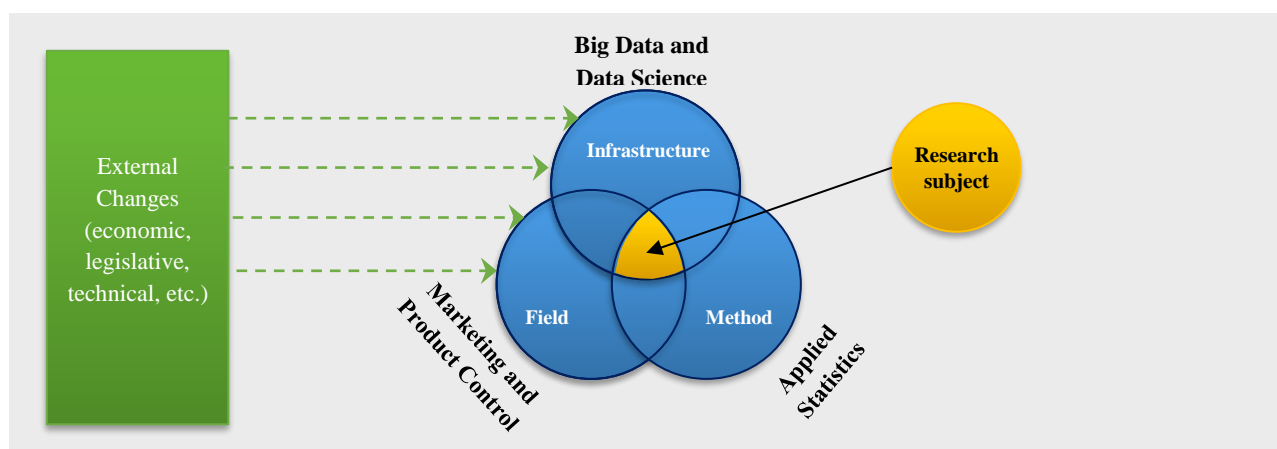 Big Data and
Data Science
External
Changes
(economic,
legislative,
technical, etc.)
Infrastructure
Research
subject
Field
Method
Marketing and
Product Control
Applied
Statistics